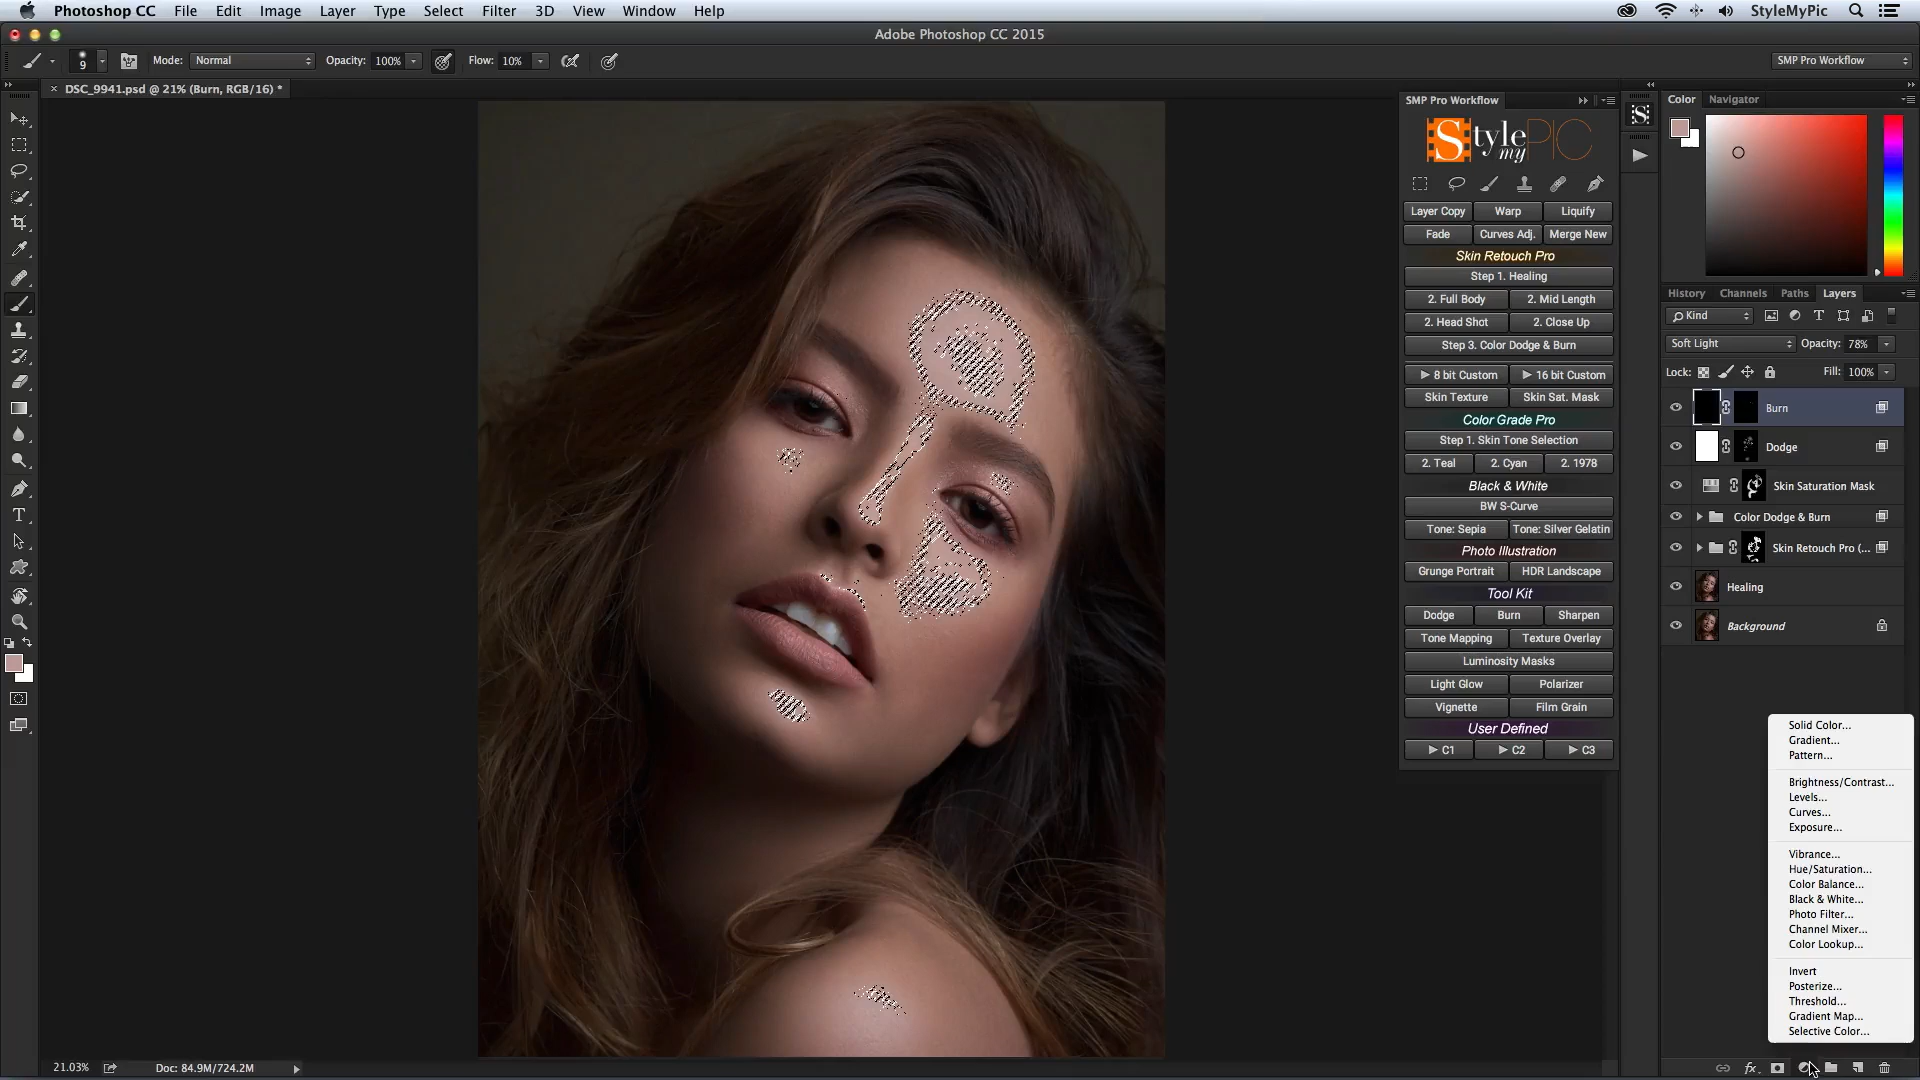 Photoshop CC File Edit Image Layer Type Select Filter 3D View Window Help StyleMyPic
Adobe Photoshop CC 2015
9 Mode: Normal Opacity: 100% Flow: 10% SMP Pro Workflow
× DSC_9941.psd @ 21% (Burn, RGB/16) *
SMP Pro Workflow
Style my PIC
Layer Copy Warp Liquify
Fade Curves Adj. Merge New
Skin Retouch Pro
Step 1. Healing
2. Full Body 2. Mid Length
2. Head Shot 2. Close Up
Step 3. Color Dodge & Burn
8 bit Custom 16 bit Custom
Skin Texture Skin Sat. Mask
Color Grade Pro
Step 1. Skin Tone Selection
2. Teal 2. Cyan 2. 1978
Black & White
BW S-Curve
Tone: Sepia Tone: Silver Gelatin
Photo Illustration
Grunge Portrait HDR Landscape
Tool Kit
Dodge Burn Sharpen
Tone Mapping Texture Overlay
Luminosity Masks
Light Glow Polarizer
Vignette Film Grain
User Defined
C1 C2 C3
S
Color Navigator
History Channels Paths Layers
Kind
Soft Light Opacity: 78%
Lock: Fill: 100%
Burn
Dodge
Skin Saturation Mask
Color Dodge & Burn
Skin Retouch Pro (...
Healing
Background
Solid Color...
Gradient...
Pattern...
Brightness/Contrast...
Levels...
Curves...
Exposure...
Vibrance...
Hue/Saturation...
Color Balance...
Black & White...
Photo Filter...
Channel Mixer...
Color Lookup...
Invert
Posterize...
Threshold...
Gradient Map...
Selective Color...
fx
21.03% Doc: 84.9M/724.2M